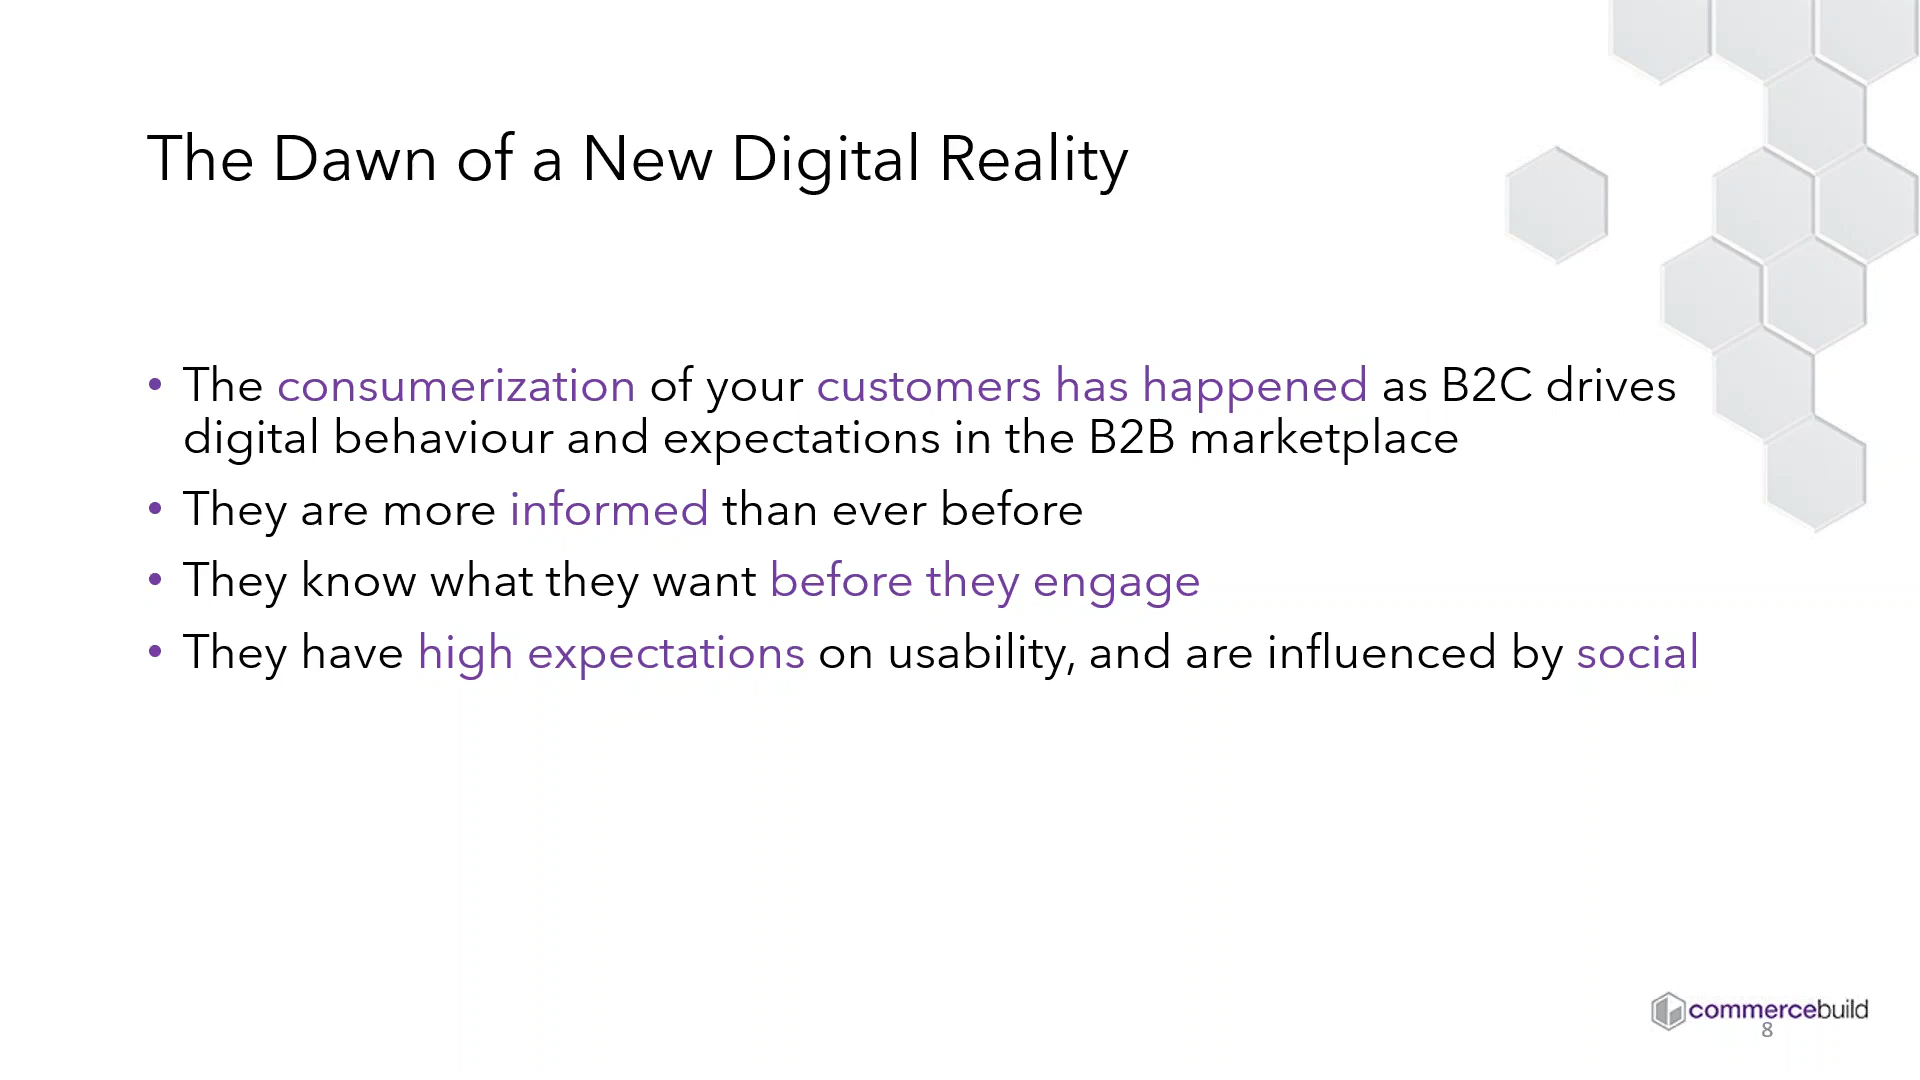 The Dawn of a New Digital Reality
• The consumerization of your customers has happened as B2C drives
digital behaviour and expectations in the B2B marketplace
• They are more informed than ever before
• They know what they want before they engage
• They have high expectations on usability, and are influenced by social
commercebuild
8